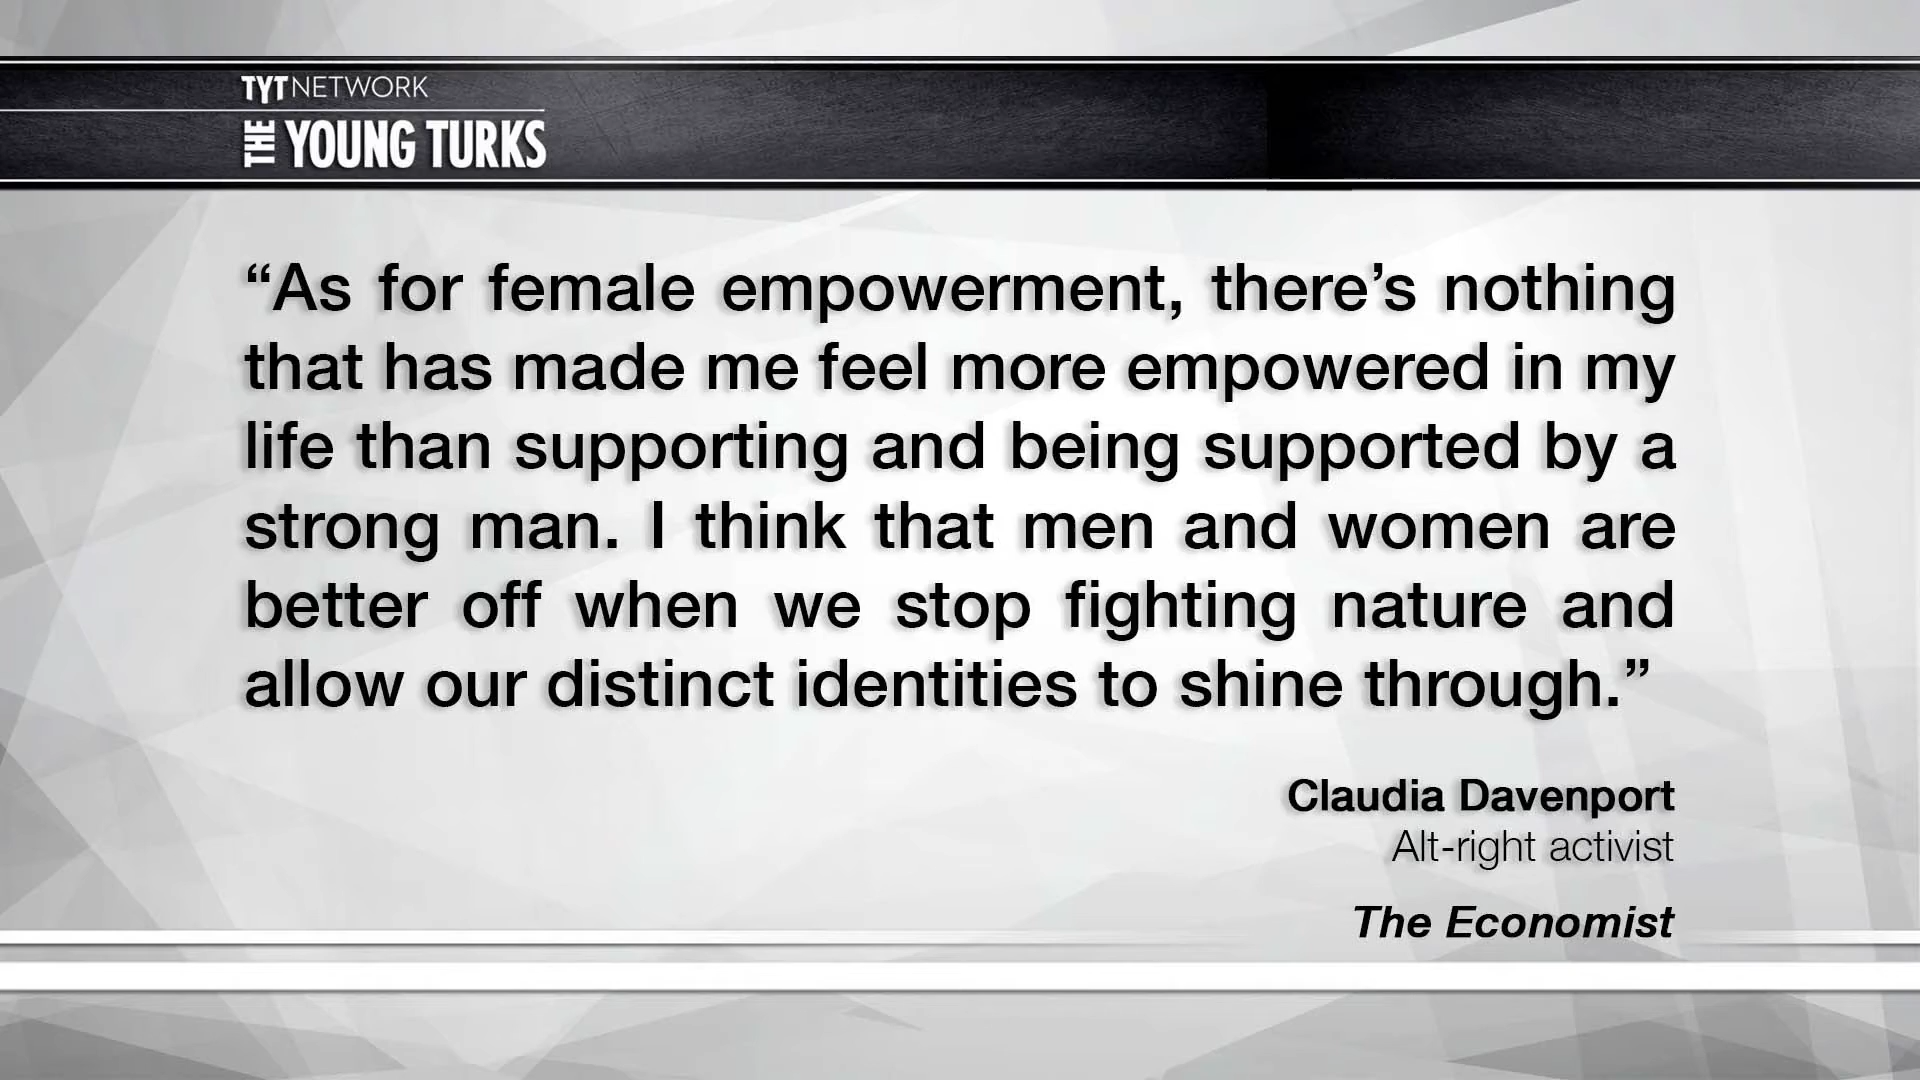 TYTNETWORK
THE YOUNG TURKS
“As for female empowerment, there’s nothing
that has made me feel more empowered in my
life than supporting and being supported by a
strong man. I think that men and women are
better off when we stop fighting nature and
allow our distinct identities to shine through.”
Claudia Davenport
Alt-right activist
The Economist